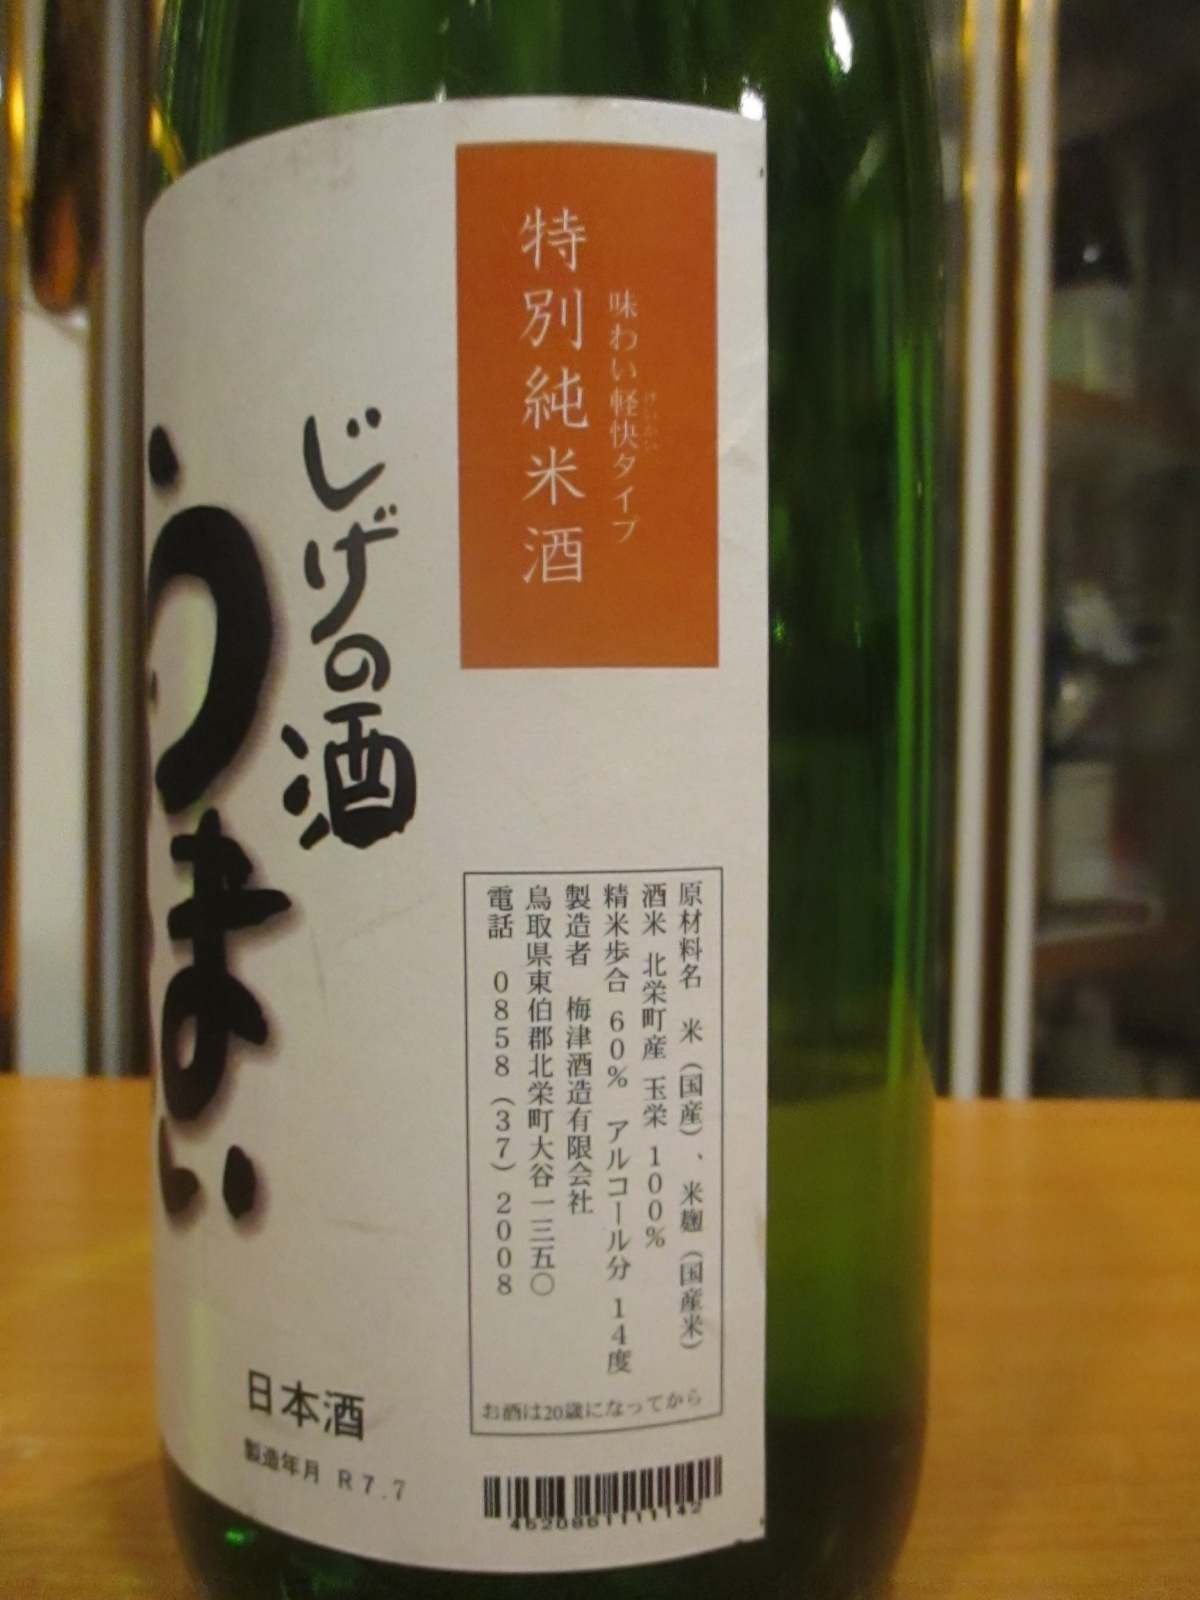 特別純米酒
味わい軽快タイプ
けいかい
じげの酒
うまい
原材料名　米（国産）、米麹（国産米）
酒米　北栄町産　玉栄　100％
精米歩合　60％　アルコール分　14度
製造者　梅津酒造有限会社
鳥取県東伯郡北栄町大谷一三五〇
電話　0858（37）2008
お酒は20歳になってから
日本酒
製造年月 R7.7